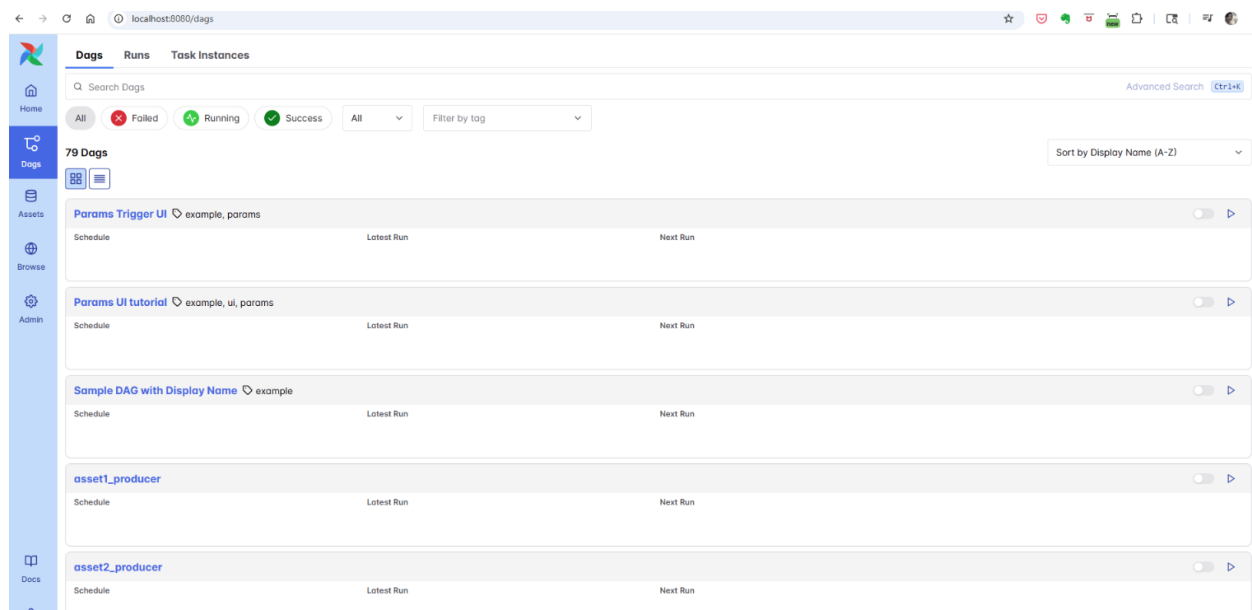 localhost:8080/dags
new
Dags Runs Task Instances
Search Dags Advanced Search Ctrl+K
Home
All Failed Running Success All Filter by tag
Dags
79 Dags Sort by Display Name (A-Z)
Assets
Params Trigger UI example, params
Schedule Latest Run Next Run
Browse
Params UI tutorial example, ui, params
Admin
Schedule Latest Run Next Run
Sample DAG with Display Name example
Schedule Latest Run Next Run
asset1_producer
Schedule Latest Run Next Run
asset2_producer
Docs
Schedule Latest Run Next Run